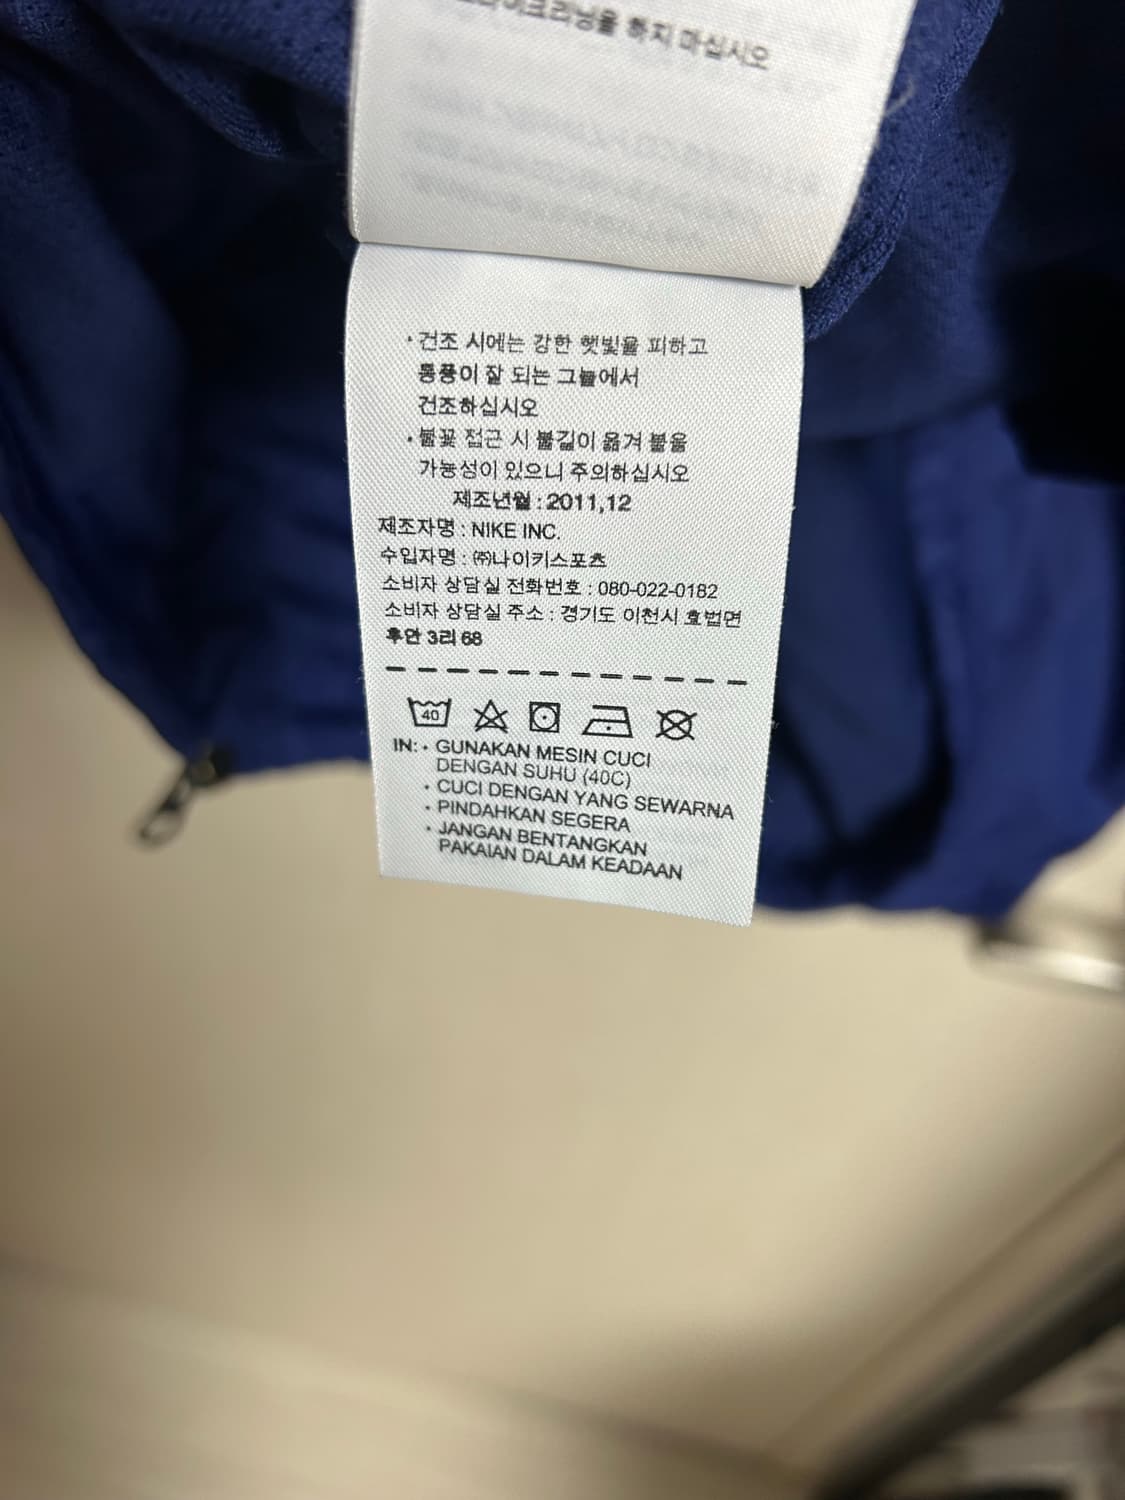 드라이크리닝을 하지 마십시오
· 건조 시에는 강한 햇빛을 피하고
통풍이 잘 되는 그늘에서
건조하십시오
· 불꽃 접근 시 불길이 옮겨 붙을
가능성이 있으니 주의하십시오
제조년월 : 2011,12
제조자명 : NIKE INC.
수입자명 : ㈜나이키스포츠
소비자 상담실 전화번호 : 080-022-0182
소비자 상담실 주소 : 경기도 이천시 호법면
후안 3리 68
40
IN: · GUNAKAN MESIN CUCI
DENGAN SUHU (40C)
· CUCI DENGAN YANG SEWARNA
· PINDAHKAN SEGERA
· JANGAN BENTANGKAN
PAKAIAN DALAM KEADAAN